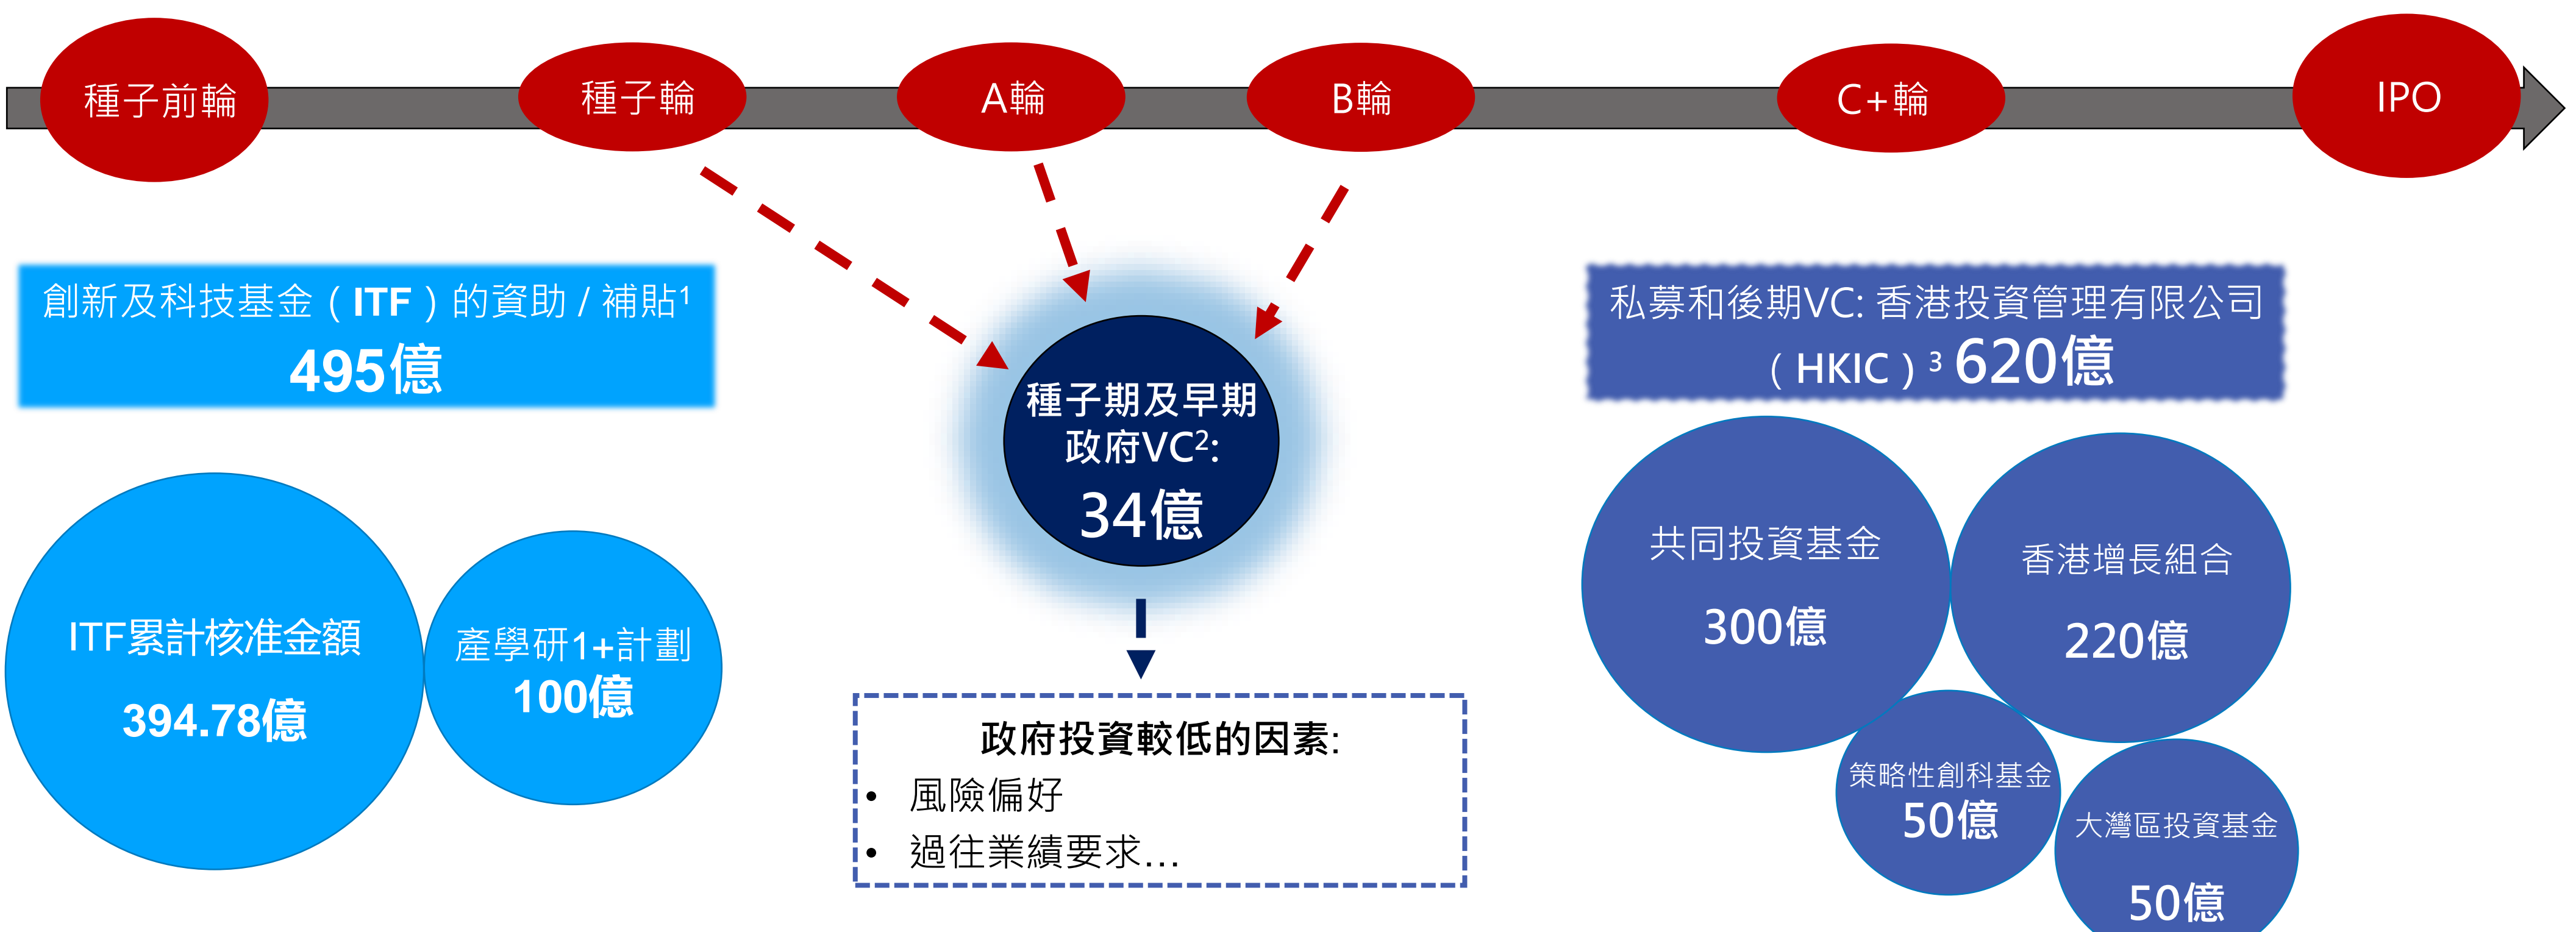 種子前輪
種子輪
A輪
B輪
C+輪
IPO
創新及科技基金（ITF）的資助 / 補貼1
495億
ITF累計核准金額
394.78億
產學研1+計劃
100億
種子期及早期
政府VC2:
34億
政府投資較低的因素:
• 風險偏好
• 過往業績要求…
私募和後期VC: 香港投資管理有限公司
（HKIC）3 620億
共同投資基金
300億
香港增長組合
220億
策略性創科基金
50億
大灣區投資基金
50億